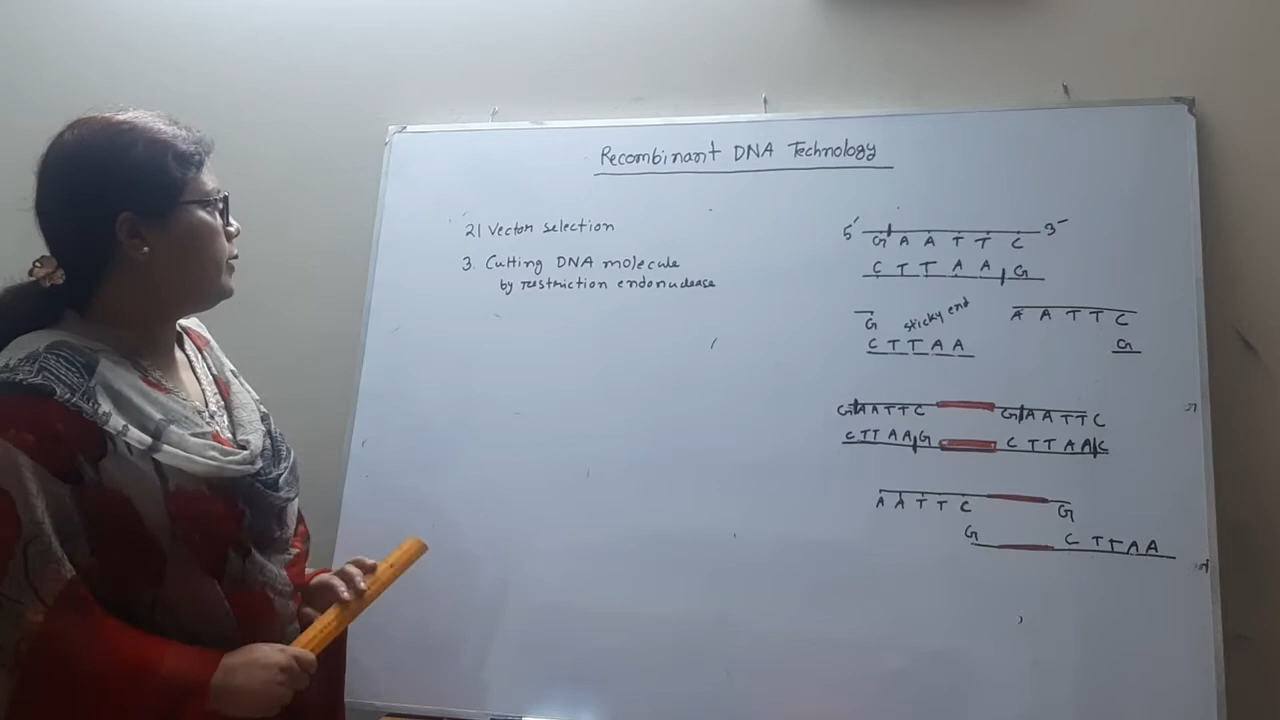 Recombinant DNA Technology
2| Vector selection
3. Cutting DNA molecule
by restriction endonuclease
5' 3'
G A A T T C
C T T A A G
G sticky end A A T T C
C T T A A G
G A A T T C G A A T T C
C T T A A G C T T A A C
A A T T C G
G C T T A A